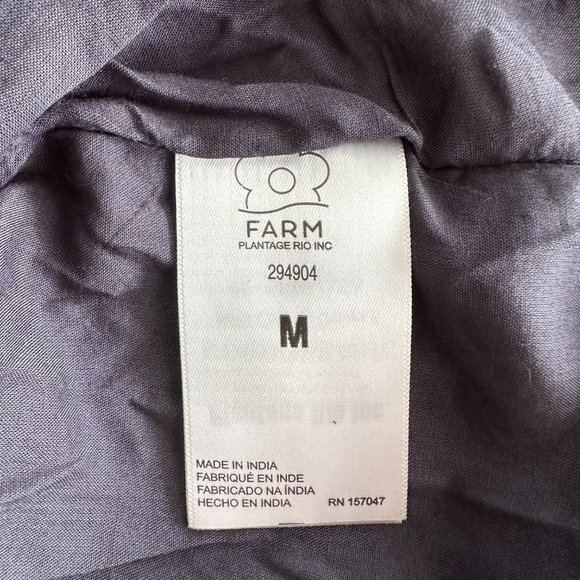 FARM
PLANTAGE RIO INC
294904
M
MADE IN INDIA
FABRIQUÉ EN INDE
FABRICADO NA ÍNDIA
HECHO EN INDIA RN 157047